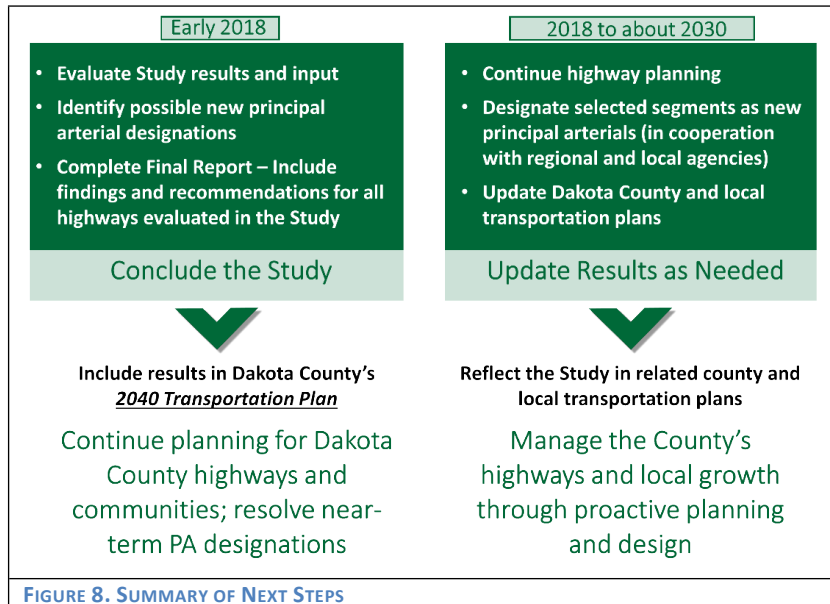 Early 2018
• Evaluate Study results and input
• Identify possible new principal
arterial designations
• Complete Final Report – Include
findings and recommendations for all
highways evaluated in the Study
Conclude the Study
Include results in Dakota County’s
2040 Transportation Plan
Continue planning for Dakota
County highways and
communities; resolve near-
term PA designations
2018 to about 2030
• Continue highway planning
• Designate selected segments as new
principal arterials (in cooperation
with regional and local agencies)
• Update Dakota County and local
transportation plans
Update Results as Needed
Reflect the Study in related county and
local transportation plans
Manage the County’s
highways and local growth
through proactive planning
and design
FIGURE 8. SUMMARY OF NEXT STEPS